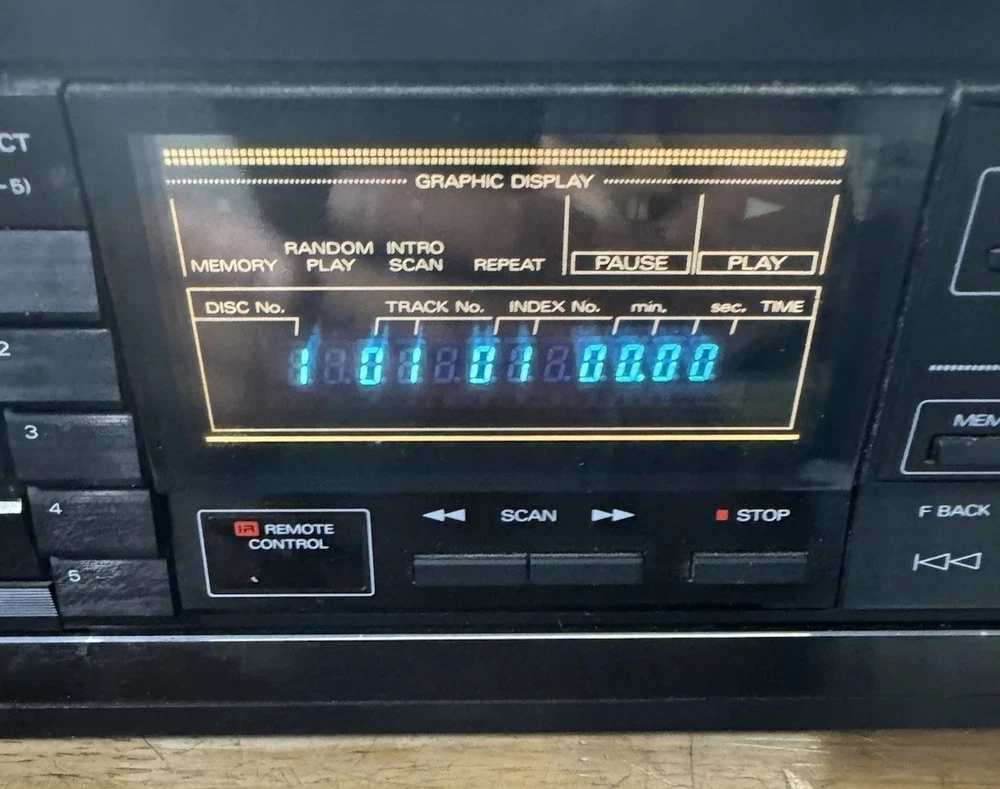 CT
-5)
GRAPHIC DISPLAY
MEMORY
RANDOM PLAY
INTRO SCAN
REPEAT
PAUSE
PLAY
DISC No.
TRACK No.
INDEX No.
min.
sec.
TIME
1 01 01 00.00
2
3
4
5
IR REMOTE
CONTROL
SCAN
STOP
MEM
F BACK